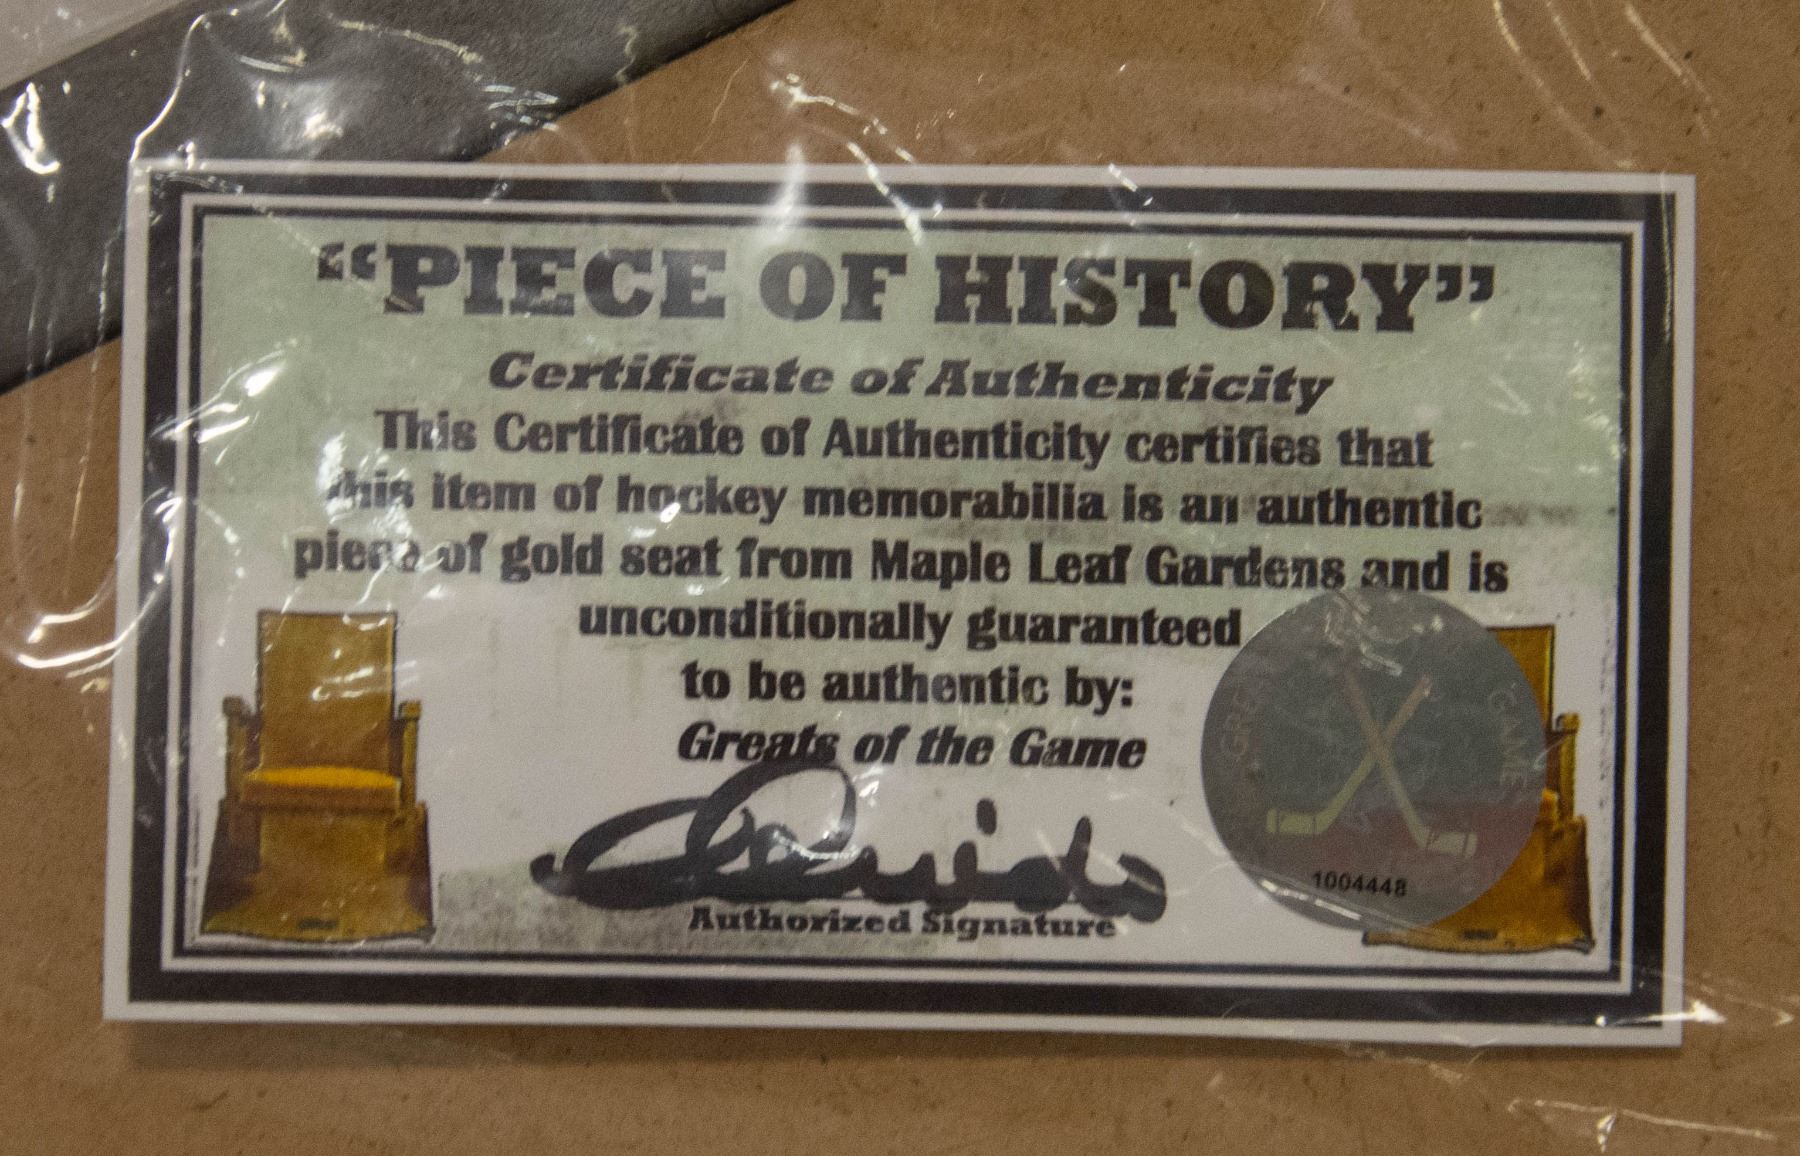 “PIECE OF HISTORY”
Certificate of Authenticity
This Certificate of Authenticity certifies that
this item of hockey memorabilia is an authentic
piece of gold seat from Maple Leaf Gardens and is
unconditionally guaranteed
to be authentic by:
Greats of the Game
Authorized Signature
GAME
1004448